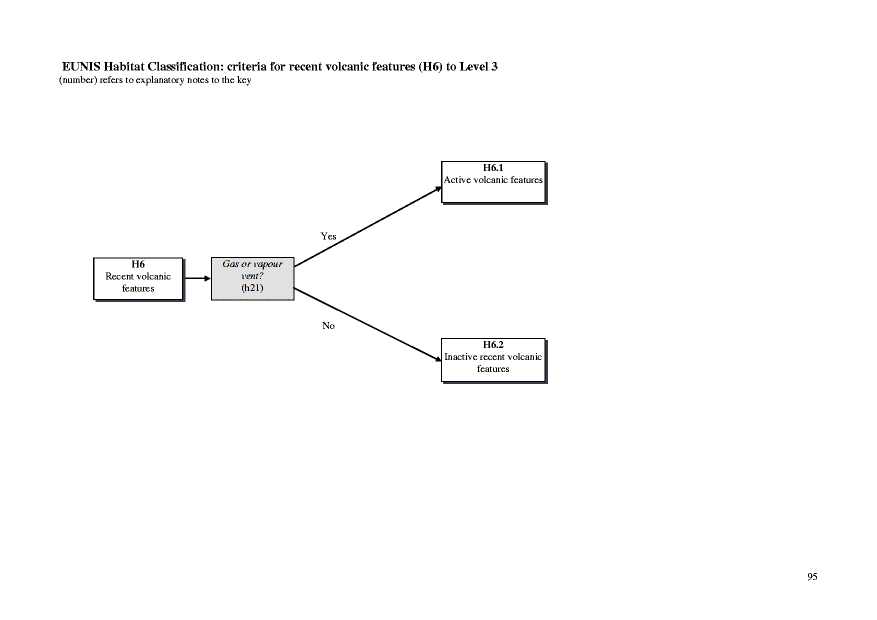 EUNIS Habitat Classification: criteria for recent volcanic features (H6) to Level 3
(number) refers to explanatory notes to the key
H6.1
Active volcanic features
Yes
H6
Recent volcanic
features
Gas or vapour
vent?
(h21)
No
H6.2
Inactive recent volcanic
features
95